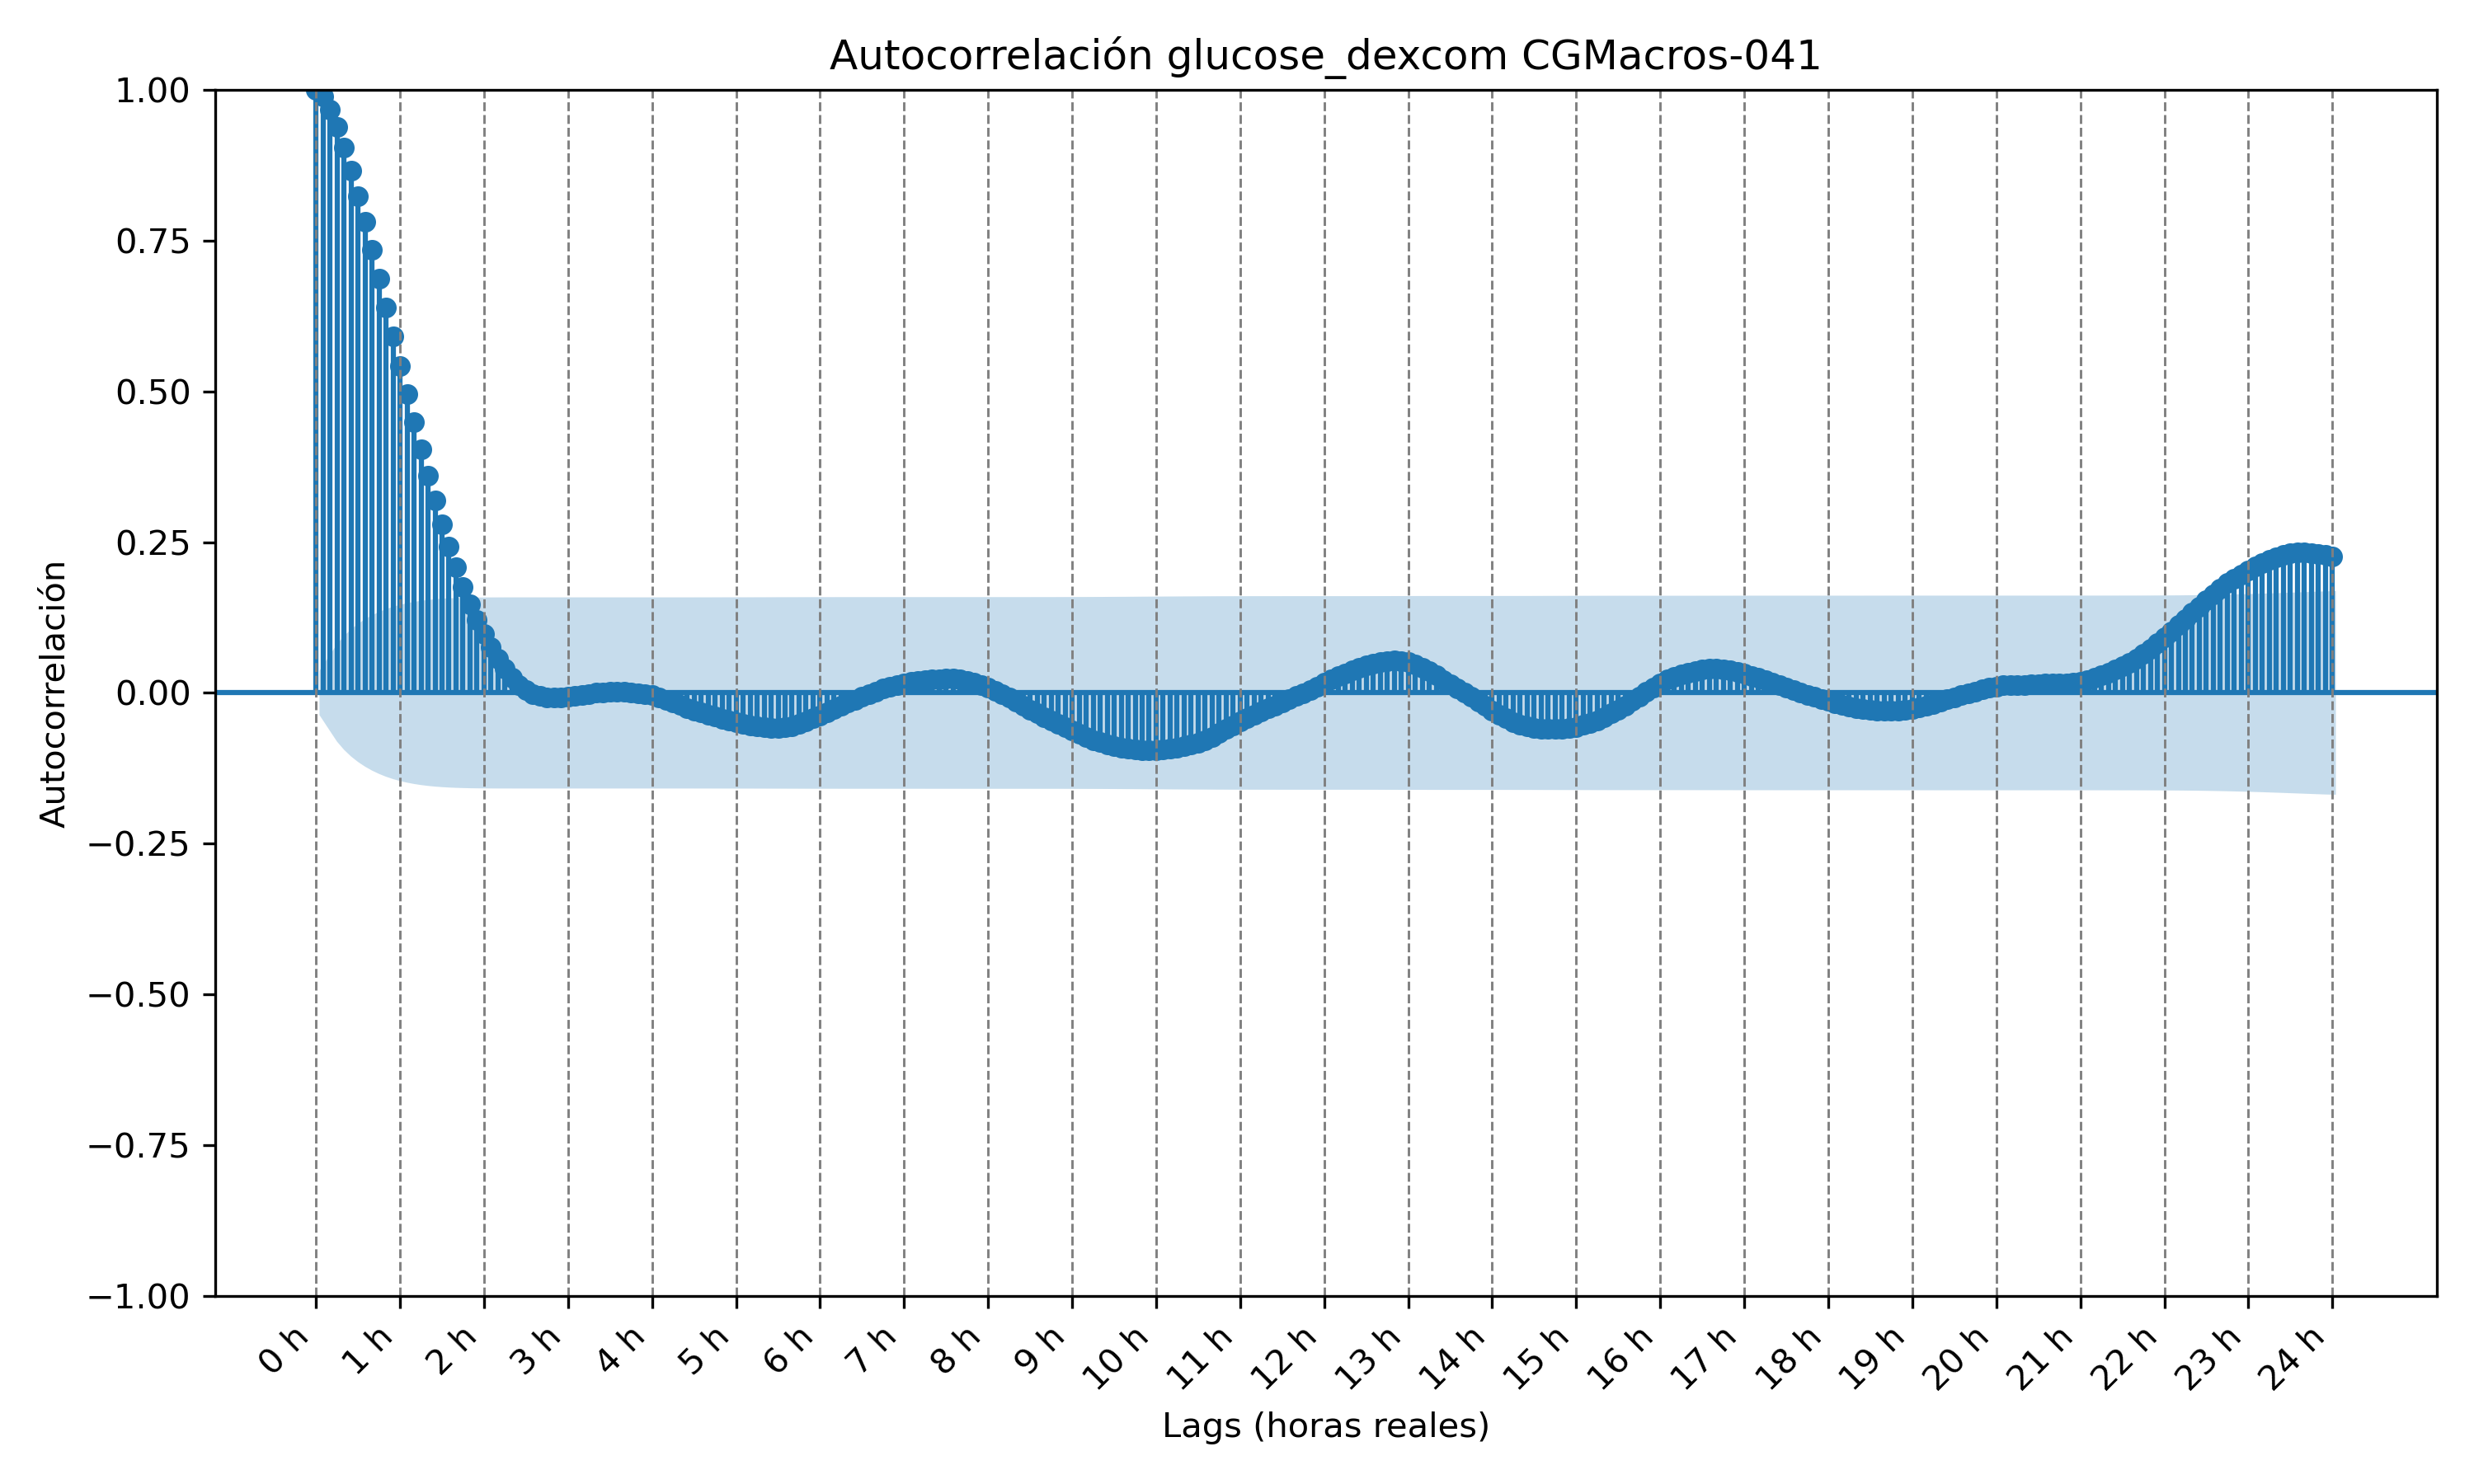 Autocorrelación glucose_dexcom CGMacros-041
Autocorrelación
1.00
0.75
0.50
0.25
0.00
−0.25
−0.50
−0.75
−1.00
0 h
1 h
2 h
3 h
4 h
5 h
6 h
7 h
8 h
9 h
10 h
11 h
12 h
13 h
14 h
15 h
16 h
17 h
18 h
19 h
20 h
21 h
22 h
23 h
24 h
Lags (horas reales)